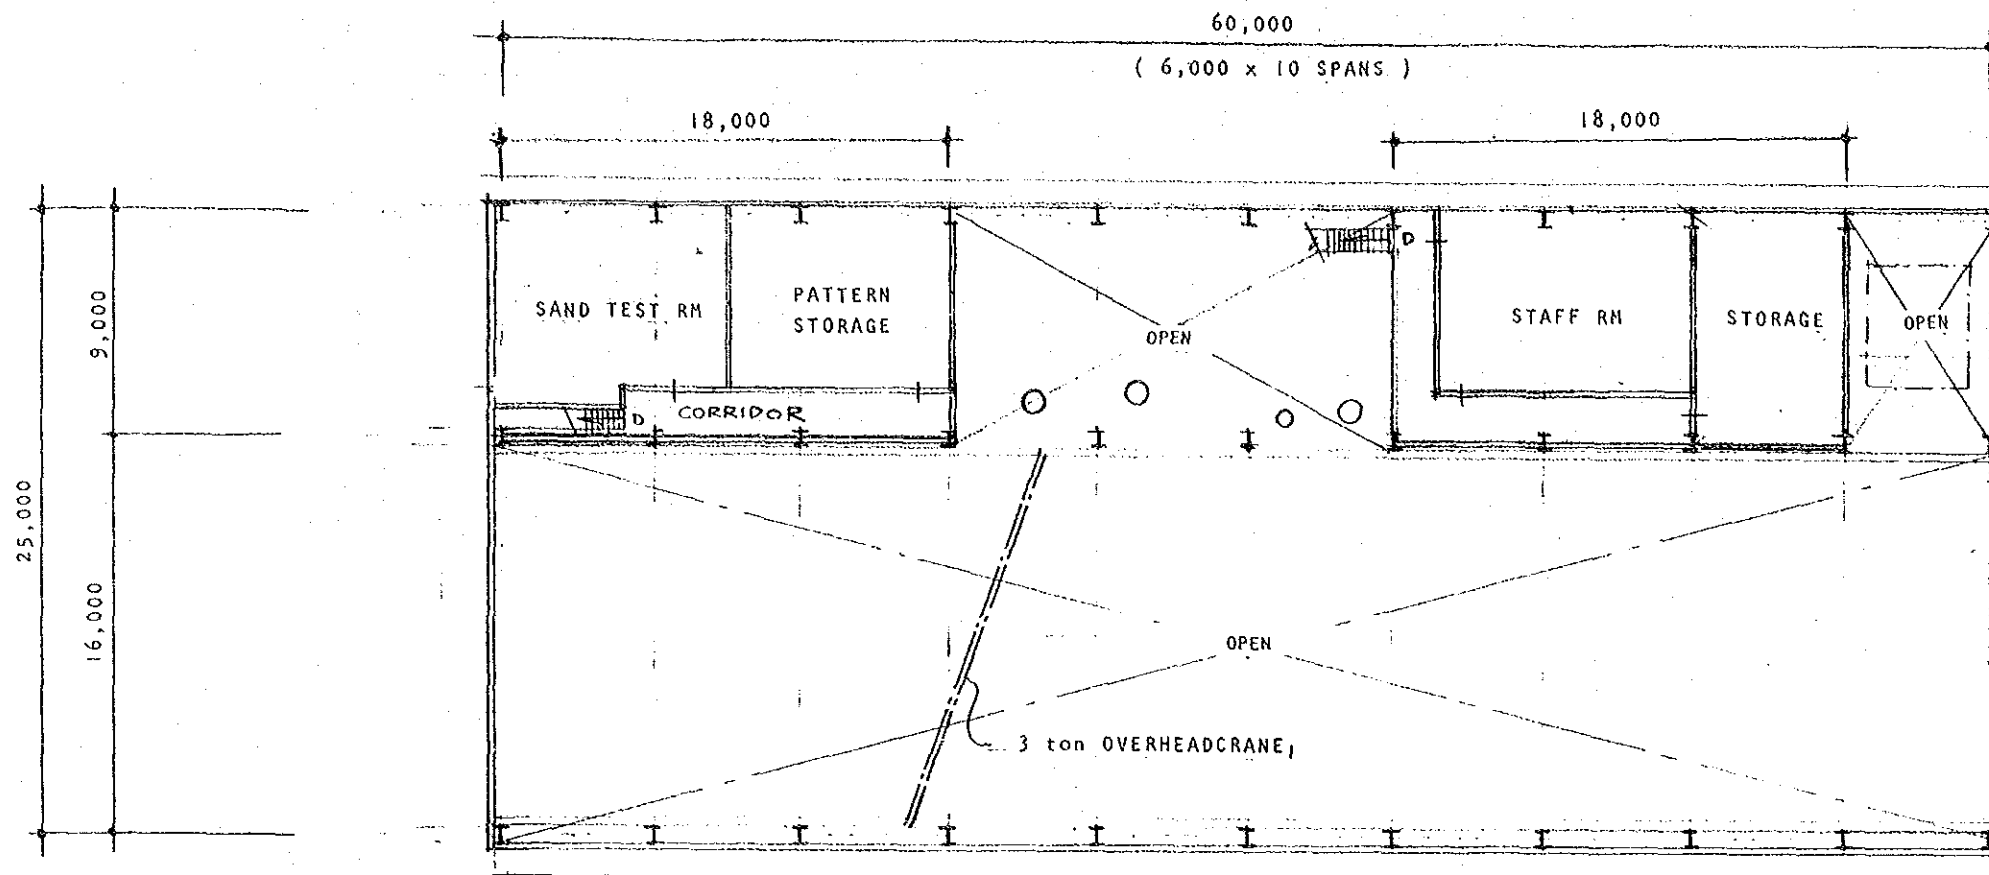 60,000
( 6,000 x 10 SPANS )
18,000
18,000
SAND TEST RM
PATTERN
STORAGE
OPEN
D
STAFF RM
STORAGE
OPEN
9,000
CORRIDOR
D
25,000
16,000
OPEN
3 ton OVERHEADCRANE,